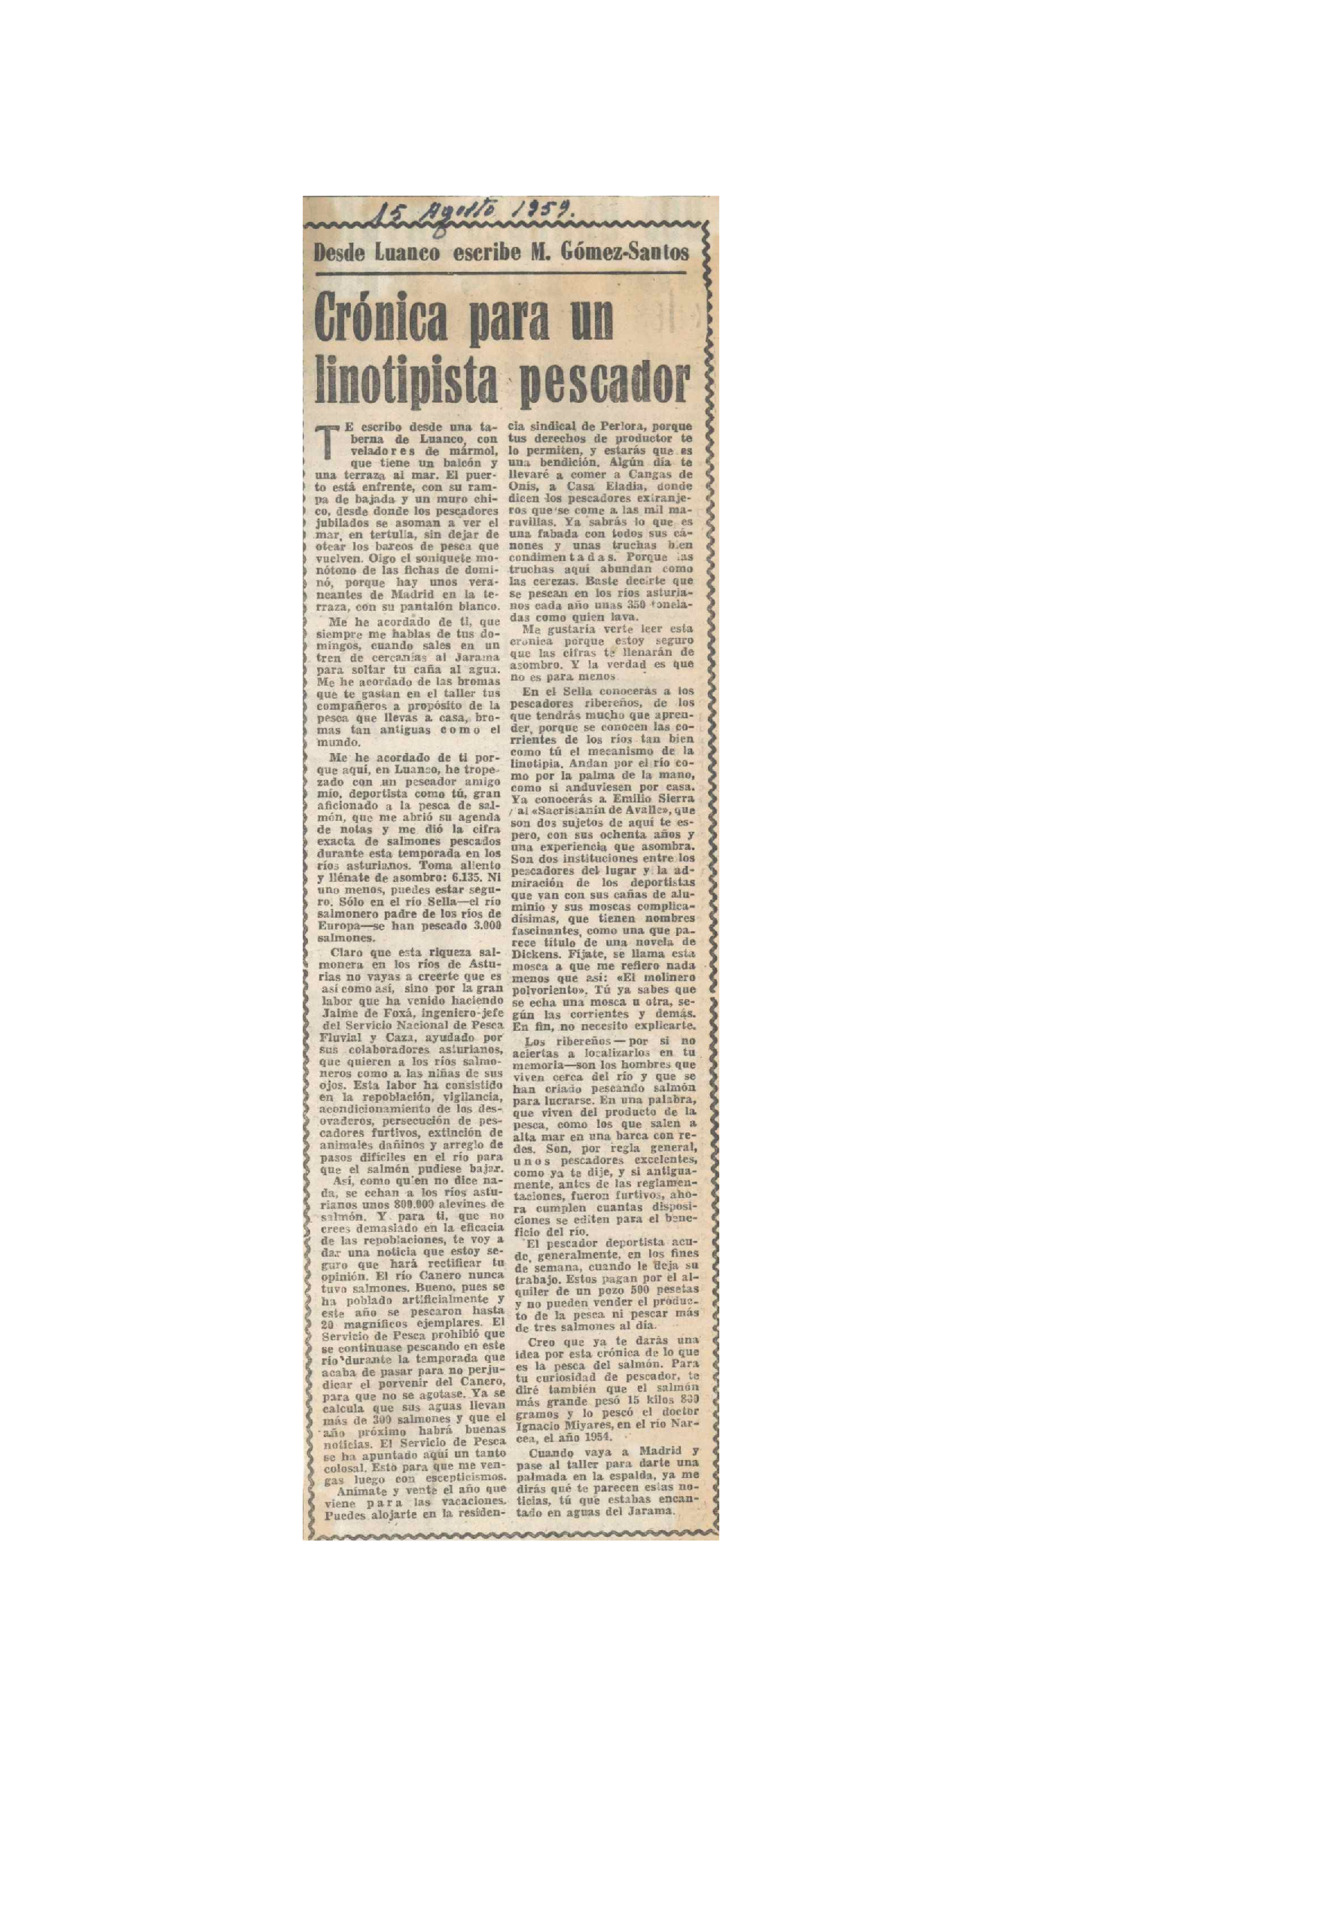 15 Agosto 1959.
Desde Luanco escribe M. Gómez-Santos
Crónica para un
linotipista pescador
TE escribo desde una ta-
berna de Luanco, con
veladores de mármol,
que tiene un balcón y
una terraza al mar. El puer-
to está enfrente, con su ram-
pa de bajada y un muro chi-
co, desde donde los pescadores
jubilados se asoman a ver el
mar, en tertulia, sin dejar de
otear los barcos de pesca que
vuelven. Oigo el soniquete mo-
nótono de las fichas de domi-
nó, porque hay unos vera-
neantes de Madrid en la te-
rraza, con su pantalón blanco.
Me he acordado de ti, que
siempre me hablas de tus do-
mingos, cuando sales en un
tren de cercanías al Jarama
para soltar tu caña al agua.
Me he acordado de las bromas
que te gastan en el taller tus
compañeros a propósito de la
pesca que llevas a casa, bro-
mas tan antiguas como el
mundo.
Me he acordado de ti por-
que aquí, en Luanco, he trope-
zado con un pescador amigo
mío, deportista como tú, gran
aficionado a la pesca de sal-
món, que me abrió su agenda
de notas y me dió la cifra
exacta de salmones pescados
durante esta temporada en los
ríos asturianos. Toma aliento
y llénate de asombro: 6.135. Ni
uno menos, puedes estar segu-
ro. Sólo en el río Sella—el río
salmonero padre de los ríos de
Europa—se han pescado 3.000
salmones.
Claro que esta riqueza sal-
monera en los ríos de Astu-
rias no vayas a creerte que es
así como así, sino por la gran
labor que ha venido haciendo
Jaime de Foxá, ingeniero-jefe
del Servicio Nacional de Pesca
Fluvial y Caza, ayudado por
sus colaboradores asturianos,
que quieren a los ríos salmo-
neros como a las niñas de sus
ojos. Esta labor ha consistido
en la repoblación, vigilancia,
acondicionamiento de los des-
ovaderos, persecución de pes-
cadores furtivos, extinción de
animales dañinos y arreglo de
pasos difíciles en el río para
que el salmón pudiese bajar.
Así, como quien no dice na-
da, se echan a los ríos astu-
rianos unos 800.000 alevines de
salmón. Y para ti, que no
crees demasiado en la eficacia
de las repoblaciones, te voy a
dar una noticia que estoy se-
guro que hará rectificar tu
opinión. El río Canero nunca
tuvo salmones. Bueno, pues se
ha poblado artificialmente y
este año se pescaron hasta
20 magníficos ejemplares. El
Servicio de Pesca prohibió que
se continuase pescando en este
río durante la temporada que
acaba de pasar para no perju-
dicar el porvenir del Canero,
para que no se agotase. Ya se
calcula que sus aguas llevan
más de 300 salmones y que el
año próximo habrá buenas
noticias. El Servicio de Pesca
se ha apuntado aquí un tanto
colosal. Esto para que me ven-
gas luego con escepticismos.
Anímate y vente el año que
viene para las vacaciones.
Puedes alojarte en la residen-
cia sindical de Perlora, porque
tus derechos de productor te
lo permiten, y estarás que es
una bendición. Algún día te
llevaré a comer a Cangas de
Onís, a Casa Eladia, donde
dicen los pescadores extranje-
ros que se come a las mil ma-
ravillas. Ya sabrás lo que es
una fabada con todos sus cá-
nones y unas truchas bien
condimentadas. Porque las
truchas aquí abundan como
las cerezas. Baste decirte que
se pescan en los ríos asturia-
nos cada año unas 350 tonela-
das como quien lava.
Me gustaría verte leer esta
crónica porque estoy seguro
que las cifras te llenarán de
asombro. Y la verdad es que
no es para menos
En el Sella conocerás a los
pescadores ribereños, de los
que tendrás mucho que apren-
der, porque se conocen las co-
rrientes de los ríos tan bien
como tú el mecanismo de la
linotipia. Andan por el río co-
mo por la palma de la mano,
como si anduviesen por casa.
Ya conocerás a Emilio Sierra
y al «Sacristanín de Avalle», que
son dos sujetos de aquí te es-
pero, con sus ochenta años y
una experiencia que asombra.
Son dos instituciones entre los
pescadores del lugar y la ad-
miración de los deportistas
que van con sus cañas de alu-
minio y sus moscas complica-
dísimas, que tienen nombres
fascinantes, como una que pa-
rece título de una novela de
Dickens. Fíjate, se llama esta
mosca a que me refiero nada
menos que así: «El molinero
polvoriento». Tú ya sabes que
se echa una mosca u otra, se-
gún las corrientes y demás.
En fin, no necesito explicarte.
Los ribereños—por si no
aciertas a localizarlos en tu
memoria—son los hombres que
viven cerca del río y que se
han criado pescando salmón
para lucrarse. En una palabra,
que viven del producto de la
pesca, como los que salen a
alta mar en una barca con re-
des. Son, por regla general,
unos pescadores excelentes,
como ya te dije, y si antigua-
mente, antes de las reglamen-
taciones, fueron furtivos, aho-
ra cumplen cuantas disposi-
ciones se editen para el bene-
ficio del río.
El pescador deportista acu-
de, generalmente, en los fines
de semana, cuando le deja su
trabajo. Estos pagan por el al-
quiler de un pozo 500 pesetas
y no pueden vender el produc-
to de la pesca ni pescar más
de tres salmones al día.
Creo que ya te darás una
idea por esta crónica de lo que
es la pesca del salmón. Para
tu curiosidad de pescador, te
diré también que el salmón
más grande pesó 15 kilos 800
gramos y lo pescó el doctor
Ignacio Miyares, en el río Nar-
cea, el año 1954.
Cuando vaya a Madrid y
pase al taller para darte una
palmada en la espalda, ya me
dirás qué te parecen estas no-
ticias, tú que estabas encan-
tado en aguas del Jarama.